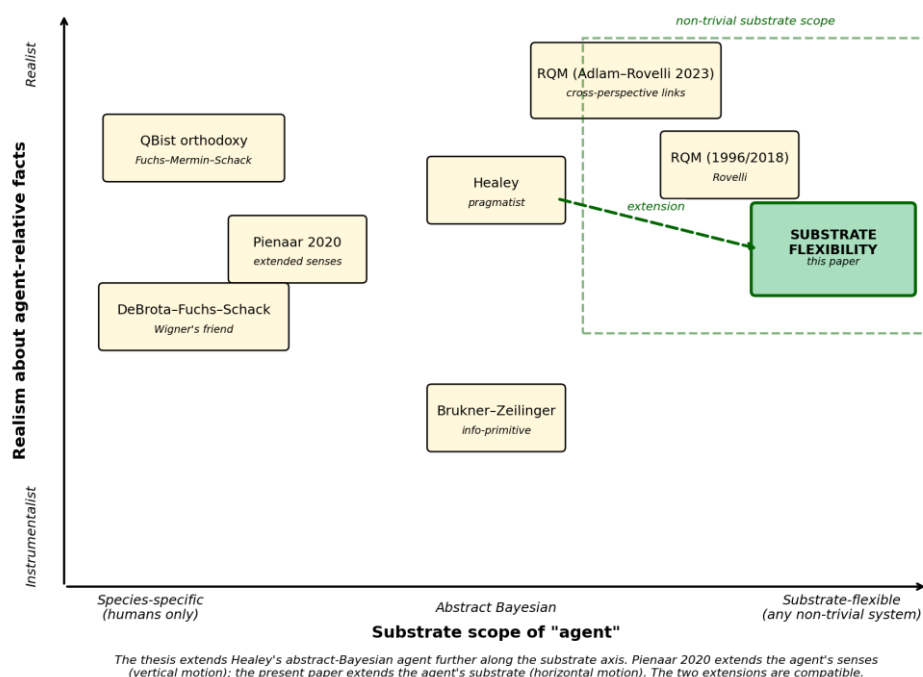 non-trivial substrate scope
Realist
RQM (Adlam–Rovelli 2023)
cross-perspective links
QBist orthodoxy
Fuchs–Mermin–Schack
RQM (1996/2018)
Rovelli
Healey
pragmatist
extension
Pienaar 2020
extended senses
SUBSTRATE
FLEXIBILITY
this paper
DeBrota–Fuchs–Schack
Wigner's friend
Realism about agent-relative facts
Brukner–Zeilinger
info-primitive
Instrumentalist
Species-specific
(humans only)
Abstract Bayesian
Substrate-flexible
(any non-trivial system)
Substrate scope of "agent"
The thesis extends Healey's abstract-Bayesian agent further along the substrate axis. Pienaar 2020 extends the agent's senses
(vertical motion); the present paper extends the agent's substrate (horizontal motion). The two extensions are compatible.